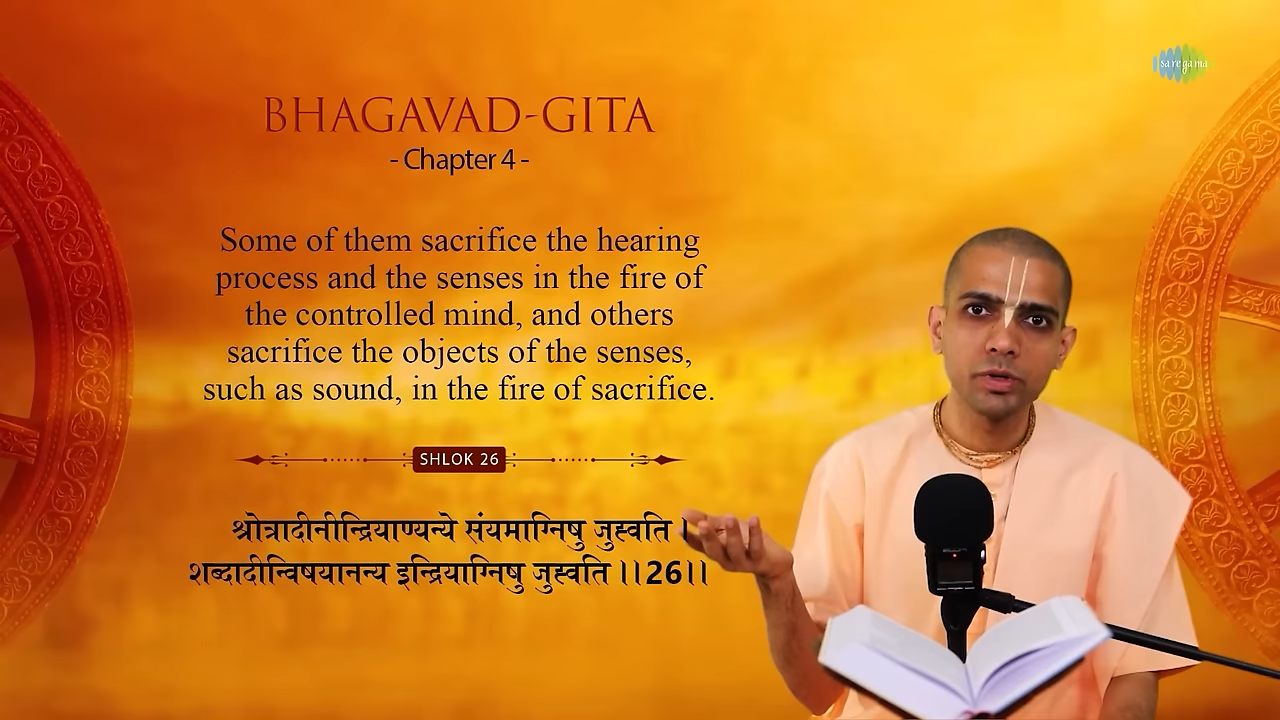 saregama
BHAGAVAD-GITA
- Chapter 4 -
Some of them sacrifice the hearing
process and the senses in the fire of
the controlled mind, and others
sacrifice the objects of the senses,
such as sound, in the fire of sacrifice.
SHLOK 26
श्रोत्रादीनीन्द्रियाण्यन्ये संयमाग्निषु जुह्वति ।
शब्दादीन्विषयानन्य इन्द्रियाग्निषु जुह्वति ।।26।।